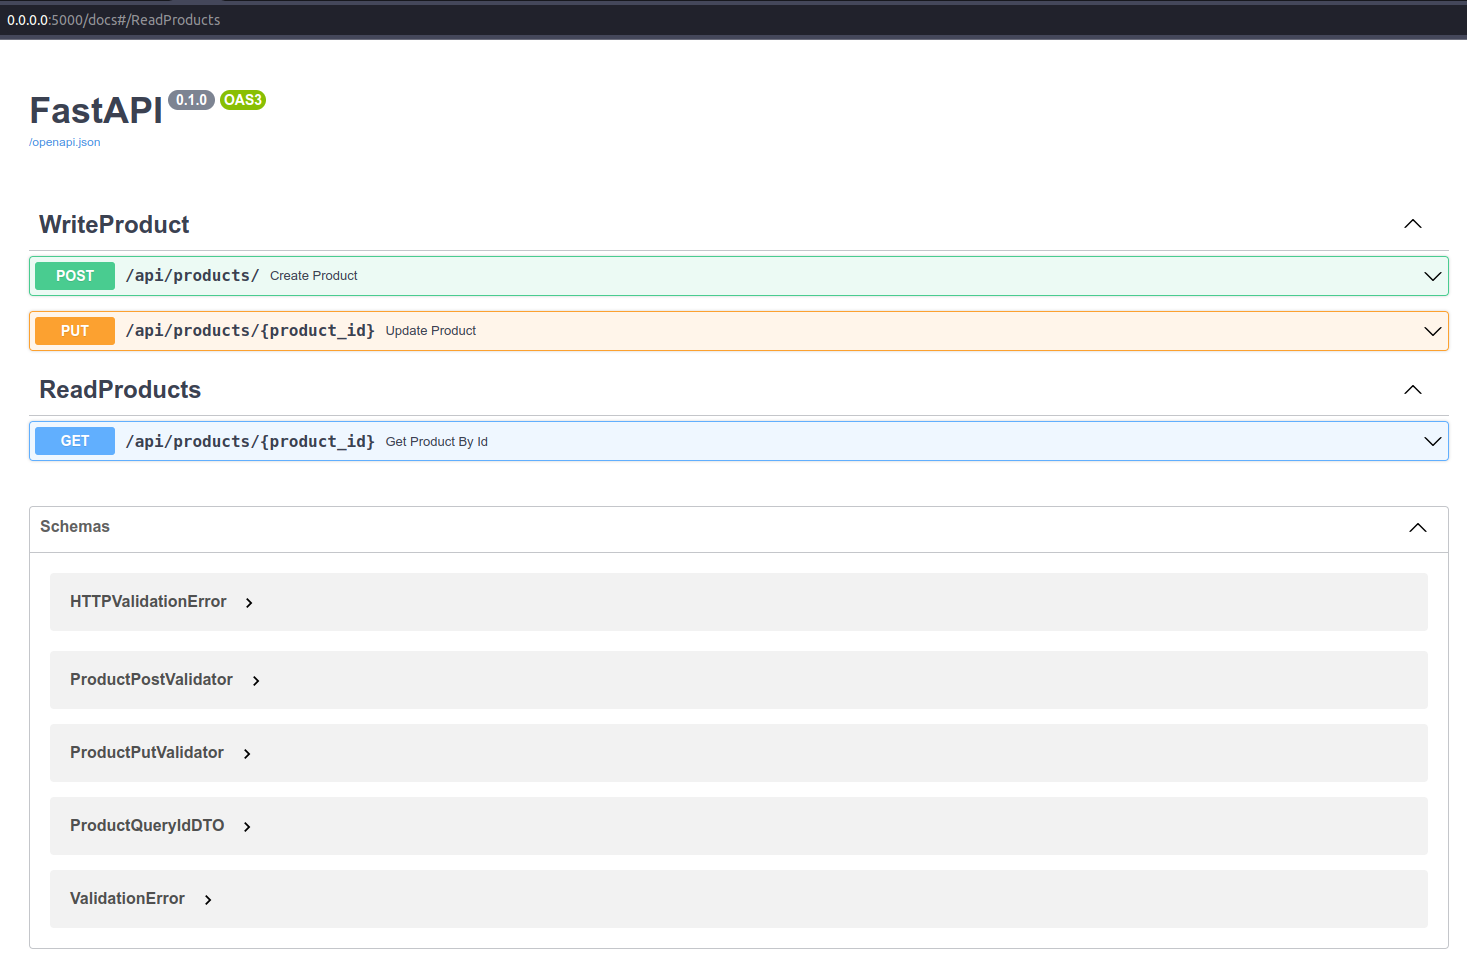 0.0.0.0:5000/docs#/ReadProducts
FastAPI 0.1.0 OAS3
/openapi.json
WriteProduct
POST /api/products/ Create Product
PUT /api/products/{product_id} Update Product
ReadProducts
GET /api/products/{product_id} Get Product By Id
Schemas
HTTPValidationError
ProductPostValidator
ProductPutValidator
ProductQueryIdDTO
ValidationError